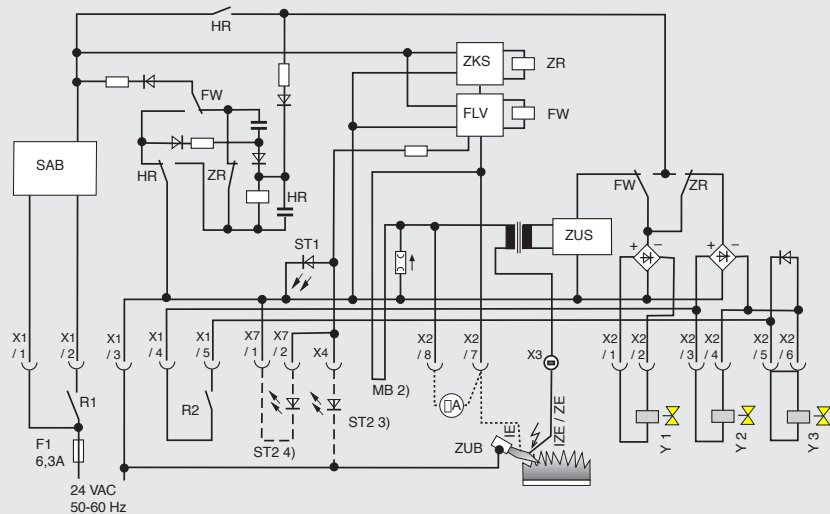 HR
ZKS
ZR
FW
FLV
FW
SAB
HR
ZR
HR
FW
ZR
ZUS
ST1
+ −
+ −
X1 / 1
X1 / 2
X1 / 3
X1 / 4
X1 / 5
X7 / 1
X7 / 2
X4
X2 / 8
X2 / 7
X3
X2 / 1
X2 / 2
X2 / 3
X2 / 4
X2 / 5
X2 / 6
MB 2)
R1
R2
A
ST2 3)
ST2 4)
IE
IZE / ZE
ZUB
Y 1
Y 2
Y 3
F1
6,3A
24 VAC
50-60 Hz